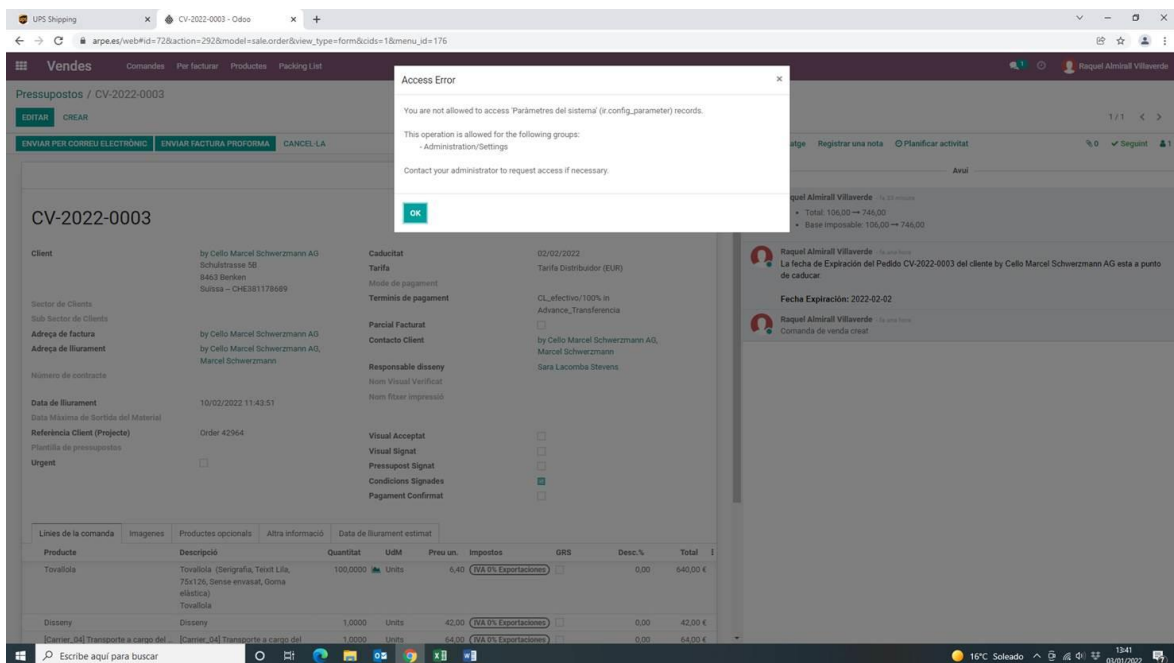 UPS Shipping
CV-2022-0003 - Odoo
arpe.es/web#id=72&action=292&model=sale.order&view_type=form&cids=1&menu_id=176
Vendes Comandes Per facturar Productes Packing List
1 Raquel Almirall Villaverde
Pressupostos / CV-2022-0003
EDITAR CREAR
1 / 1
ENVIAR PER CORREU ELECTRÒNIC ENVIAR FACTURA PROFORMA CANCEL·LA
Access Error
You are not allowed to access 'Paràmetres del sistema' (ir.config_parameter) records.
This operation is allowed for the following groups:
- Administration/Settings
Contact your administrator to request access if necessary.
OK
Registrar una nota Planificar activitat 0 Seguint 1
Avui
CV-2022-0003
Client
by Cello Marcel Schwerzmann AG
Schulstrasse 5B
8463 Benken
Suïssa – CHE381178689
Sector de Clients
Sub Sector de Clients
Adreça de factura by Cello Marcel Schwerzmann AG
Adreça de lliurament by Cello Marcel Schwerzmann AG,
Marcel Schwerzmann
Número de contracte
Data de lliurament 10/02/2022 11:43:51
Data Màxima de Sortida del Material
Referència Client (Projecte) Order 42964
Plantilla de pressupostos
Urgent
Caducitat 02/02/2022
Tarifa Tarifa Distribuidor (EUR)
Mode de pagament
Terminis de pagament CL_efectivo/100% in
Advance_Transferencia
Parcial Facturat
Contacto Client by Cello Marcel Schwerzmann AG,
Marcel Schwerzmann
Responsable disseny Sara Lacomba Stevens
Nom Visual Verificat
Nom fitxer impressió
Visual Acceptat
Visual Signat
Pressupost Signat
Condicions Signades
Pagament Confirmat
Raquel Almirall Villaverde
Total: 106,00 → 746,00
Base imposable: 106,00 → 746,00
Raquel Almirall Villaverde - fa una hora
La fecha de Expiración del Pedido CV-2022-0003 del cliente by Cello Marcel Schwerzmann AG esta a punto
de caducar.
Fecha Expiración: 2022-02-02
Raquel Almirall Villaverde - fa una hora
Comanda de venda creat
Línies de la comanda Imagenes Productes opcionals Altra informació Data de lliurament estimat
Producte Descripció Quantitat UdM Preu un. Impostos GRS Desc.% Total
Tovallola Tovallola (Serigrafia, Teixit Lila, 100,0000 Units 6,40 IVA 0% Exportaciones 0,00 640,00 €
75x126, Sense envasat, Goma
elàstica)
Tovallola
Disseny Disseny 1,0000 Units 42,00 IVA 0% Exportaciones 0,00 42,00 €
[Carrier_04] Transporte a cargo del ... [Carrier_04] Transporte a cargo del 1,0000 Units 64,00 IVA 0% Exportaciones 0,00 64,00 €
Escribe aquí para buscar
16°C Soleado
13:41
03/01/2022